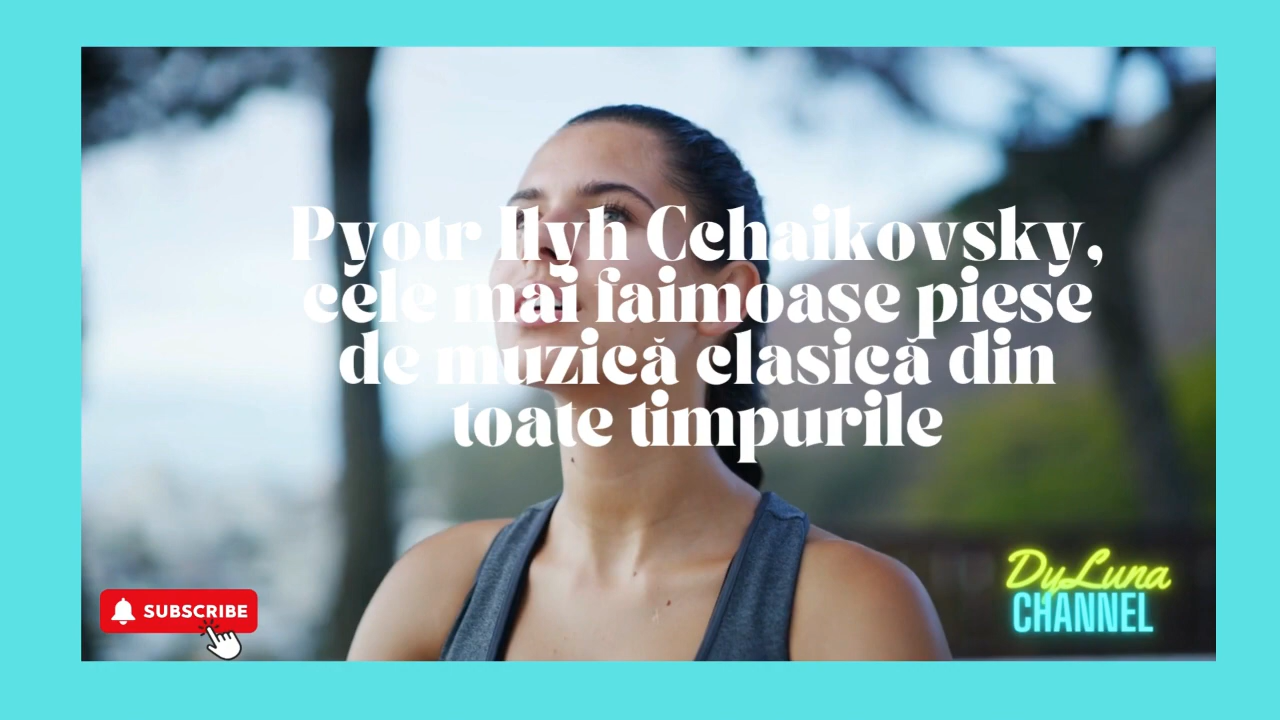 Pyotr Ilyh Cchaikovsky,
cele mai faimoase piese
de muzică clasică din
toate timpurile
SUBSCRIBE
DyLuna
CHANNEL